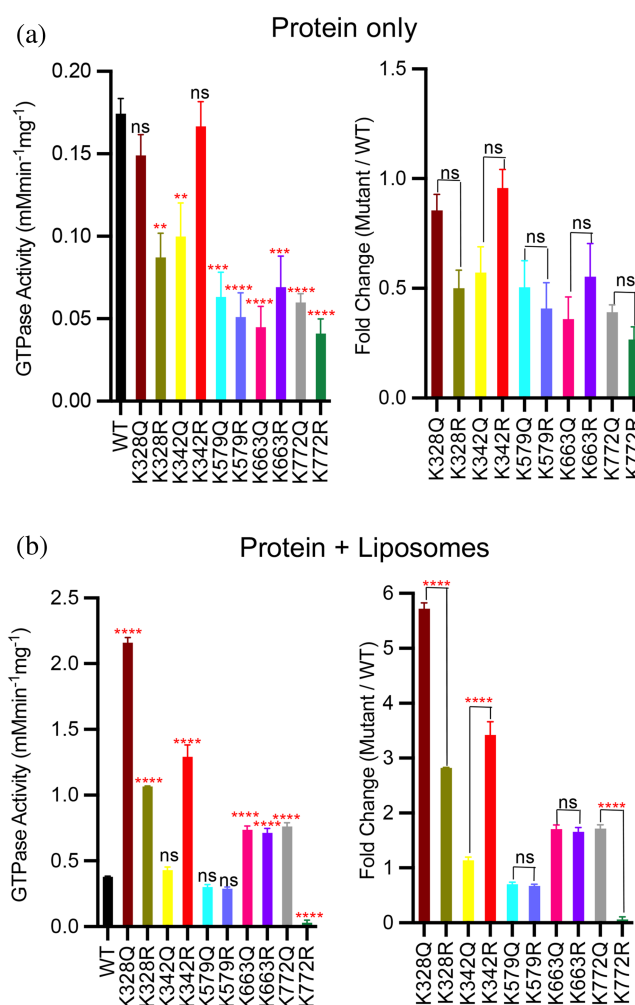 (a)
Protein only
GTPase Activity (mMmin-1mg-1)
0.20
0.15
0.10
0.05
0.00
ns
**
**
ns
***
****
****
***
****
****
WT
K328Q
K328R
K342Q
K342R
K579Q
K579R
K663Q
K663R
K772Q
K772R
Fold Change (Mutant / WT)
1.5
1.0
0.5
0.0
ns
ns
ns
ns
ns
K328Q
K328R
K342Q
K342R
K579Q
K579R
K663Q
K663R
K772Q
K772R
(b)
Protein + Liposomes
GTPase Activity (mMmin-1mg-1)
2.5
2.0
1.5
1.0
0.5
0.0
****
****
ns
****
ns
ns
****
****
****
****
WT
K328Q
K328R
K342Q
K342R
K579Q
K579R
K663Q
K663R
K772Q
K772R
Fold Change (Mutant / WT)
6
5
4
3
2
1
0
****
****
ns
ns
****
K328Q
K328R
K342Q
K342R
K579Q
K579R
K663Q
K663R
K772Q
K772R